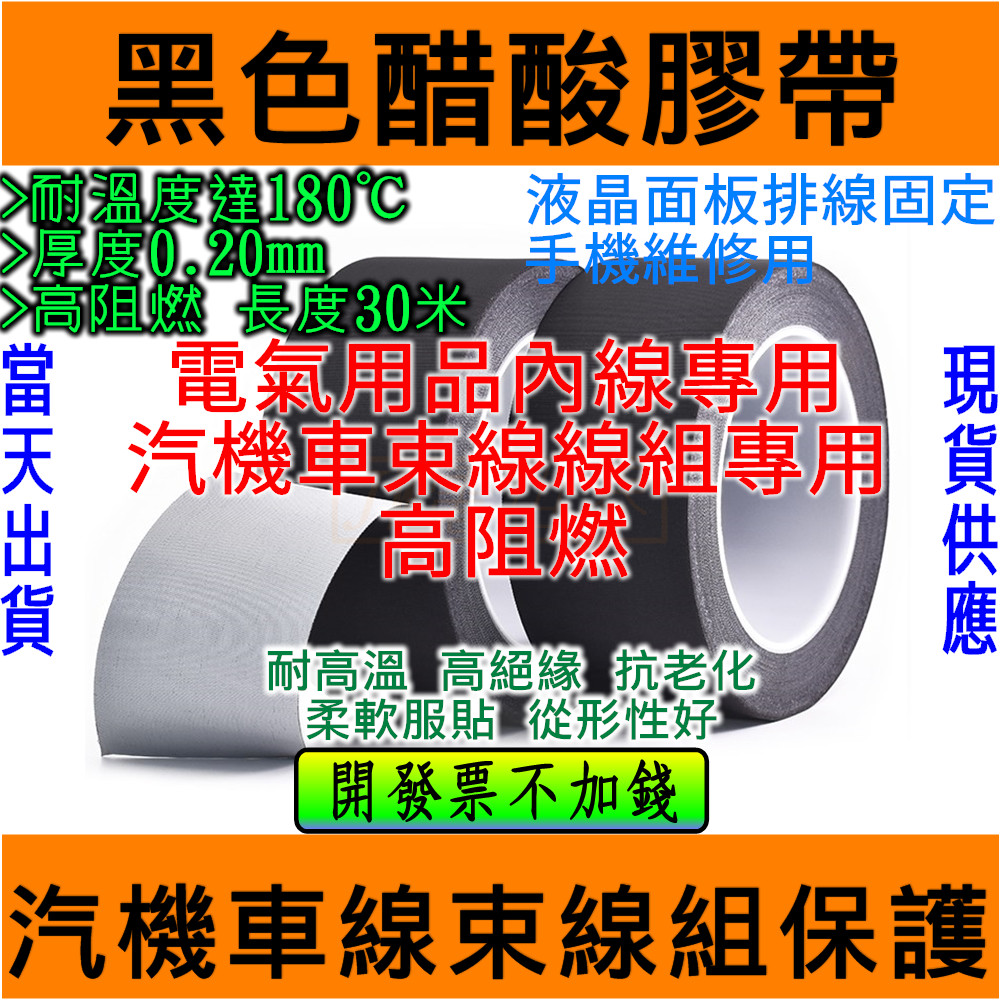 黑色醋酸膠帶
>耐溫度達180℃
>厚度0.20mm
>高阻燃 長度30米
液晶面板排線固定
手機維修用
當天出貨
電氣用品內線專用
汽機車束線線組專用
高阻燃
現貨供應
耐高溫 高絕緣 抗老化
柔軟服貼 從形性好
開發票不加錢
汽機車線束線組保護